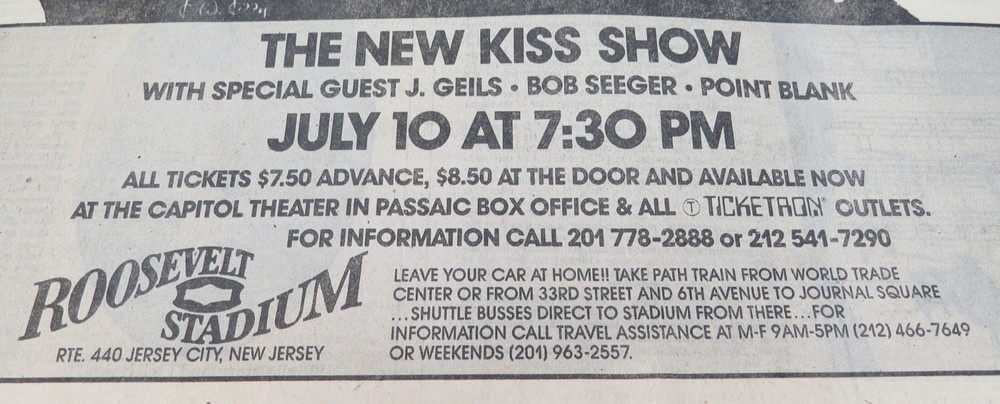 THE NEW KISS SHOW
WITH SPECIAL GUEST J. GEILS • BOB SEEGER • POINT BLANK
JULY 10 AT 7:30 PM
ALL TICKETS $7.50 ADVANCE, $8.50 AT THE DOOR AND AVAILABLE NOW
AT THE CAPITOL THEATER IN PASSAIC BOX OFFICE & ALL Ⓣ TICKETRON® OUTLETS.
FOR INFORMATION CALL 201 778-2888 or 212 541-7290
ROOSEVELT
STADIUM
RTE. 440 JERSEY CITY, NEW JERSEY
LEAVE YOUR CAR AT HOME!! TAKE PATH TRAIN FROM WORLD TRADE
CENTER OR FROM 33RD STREET AND 6TH AVENUE TO JOURNAL SQUARE
...SHUTTLE BUSSES DIRECT TO STADIUM FROM THERE...FOR
INFORMATION CALL TRAVEL ASSISTANCE AT M-F 9AM-5PM (212) 466-7649
OR WEEKENDS (201) 963-2557.